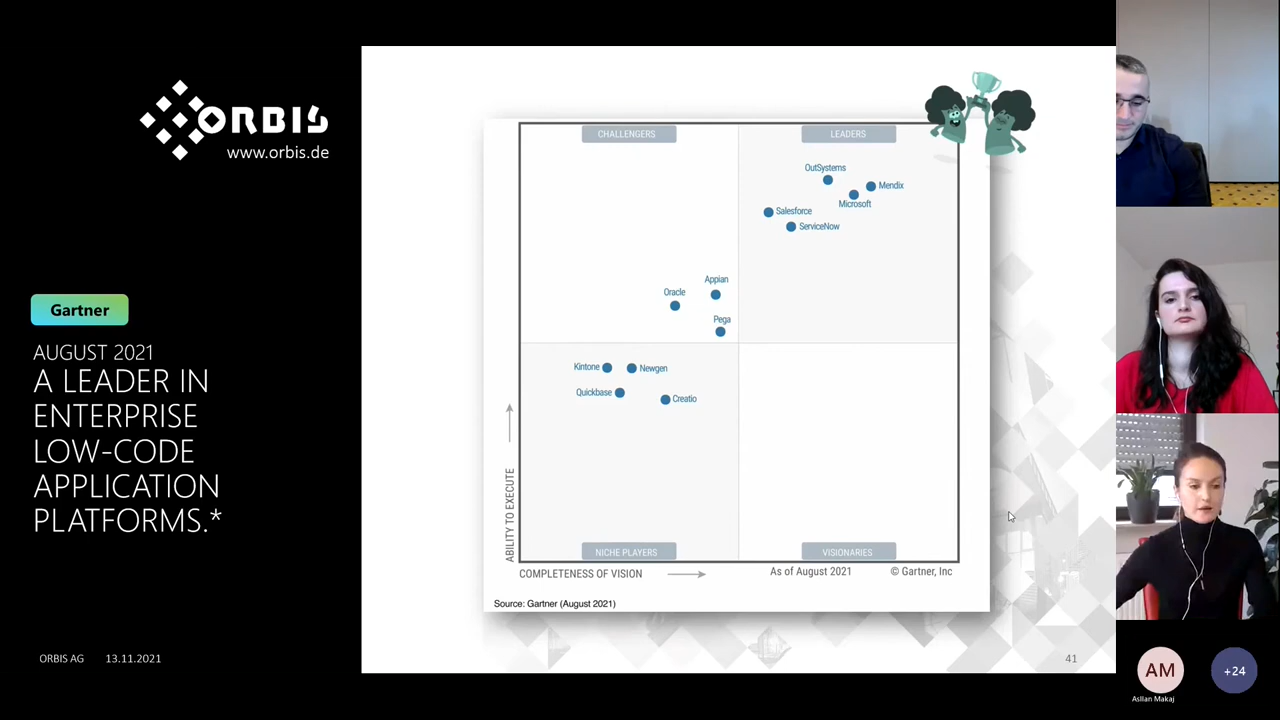 ORBIS
www.orbis.de
Gartner
AUGUST 2021
A LEADER IN
ENTERPRISE
LOW-CODE
APPLICATION
PLATFORMS.*
ORBIS AG 13.11.2021
CHALLENGERS
LEADERS
OutSystems
Mendix
Microsoft
Salesforce
ServiceNow
Appian
Oracle
Pega
Kintone
Newgen
Quickbase
Creatio
ABILITY TO EXECUTE
NICHE PLAYERS
VISIONARIES
COMPLETENESS OF VISION
As of August 2021
© Gartner, Inc
Source: Gartner (August 2021)
41
AM
Asllan Makaj
+24